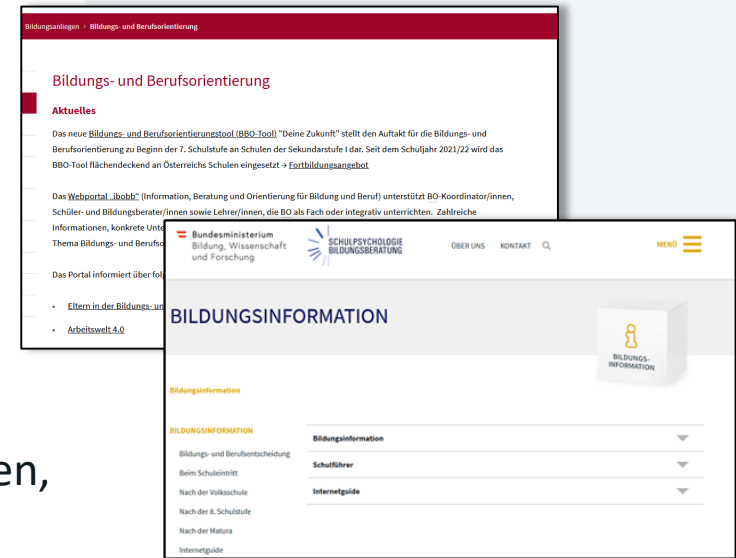 Bildungsanliegen > Bildungs- und Berufsorientierung
Bildungs- und Berufsorientierung
Aktuelles
Das neue Bildungs- und Berufsorientierungstool (BBO-Tool) "Deine Zukunft" stellt den Auftakt für die Bildungs- und
Berufsorientierung zu Beginn der 7. Schulstufe an Schulen der Sekundarstufe I dar. Seit dem Schuljahr 2021/22 wird das
BBO-Tool flächendeckend an Österreichs Schulen eingesetzt → Fortbildungsangebot
Das Webportal „ibobb" (Information, Beratung und Orientierung für Bildung und Beruf) unterstützt BO-Koordinator/innen,
Schüler- und Bildungsberater/innen sowie Lehrer/innen, die BO als Fach oder integrativ unterrichten. Zahlreiche
Informationen, konkrete Unte
Thema Bildungs- und Berufso
Das Portal informiert über fol
• Eltern in der Bildungs- un
• Arbeitswelt 4.0
Bundesministerium
Bildung, Wissenschaft
und Forschung
SCHULPSYCHOLOGIE
BILDUNGSBERATUNG
ÜBER UNS KONTAKT
MENÜ
BILDUNGSINFORMATION
BILDUNGS-
INFORMATION
Bildungsinformation
BILDUNGSINFORMATION
Bildungs- und Berufsentscheidung
Beim Schuleintritt
Nach der Volksschule
Nach der 8. Schulstufe
Nach der Matura
Internetguide
Bildungsinformation
Schulführer
Internetguide
en,